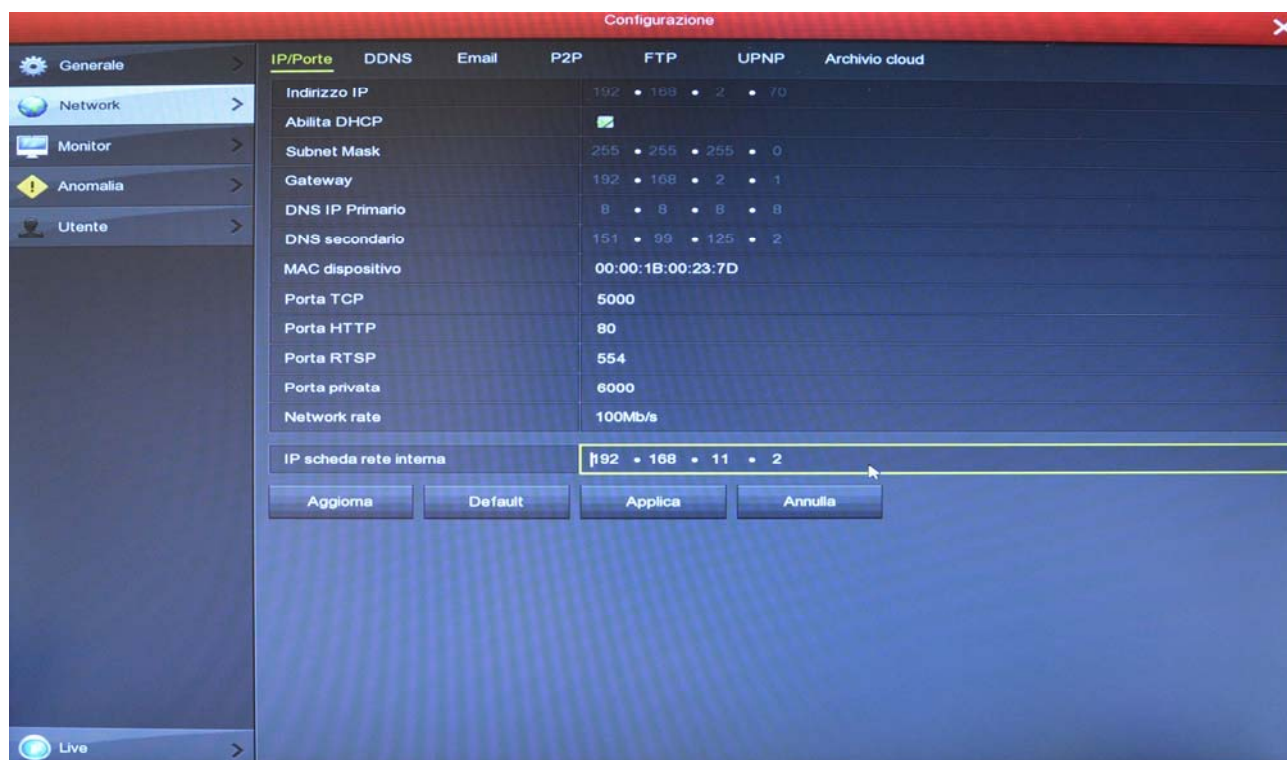 Configurazione
Generale
Network
Monitor
Anomalia
Utente
Live
IP/Porte DDNS Email P2P FTP UPNP Archivio cloud
Indirizzo IP 192 • 168 • 2 • 70
Abilita DHCP
Subnet Mask 255 • 255 • 255 • 0
Gateway 192 • 168 • 2 • 1
DNS IP Primario 8 • 8 • 8 • 8
DNS secondario 151 • 99 • 125 • 2
MAC dispositivo 00:00:1B:00:23:7D
Porta TCP 5000
Porta HTTP 80
Porta RTSP 554
Porta privata 6000
Network rate 100Mb/s
IP scheda rete interna 192 • 168 • 11 • 2
Aggiorna Default Applica Annulla